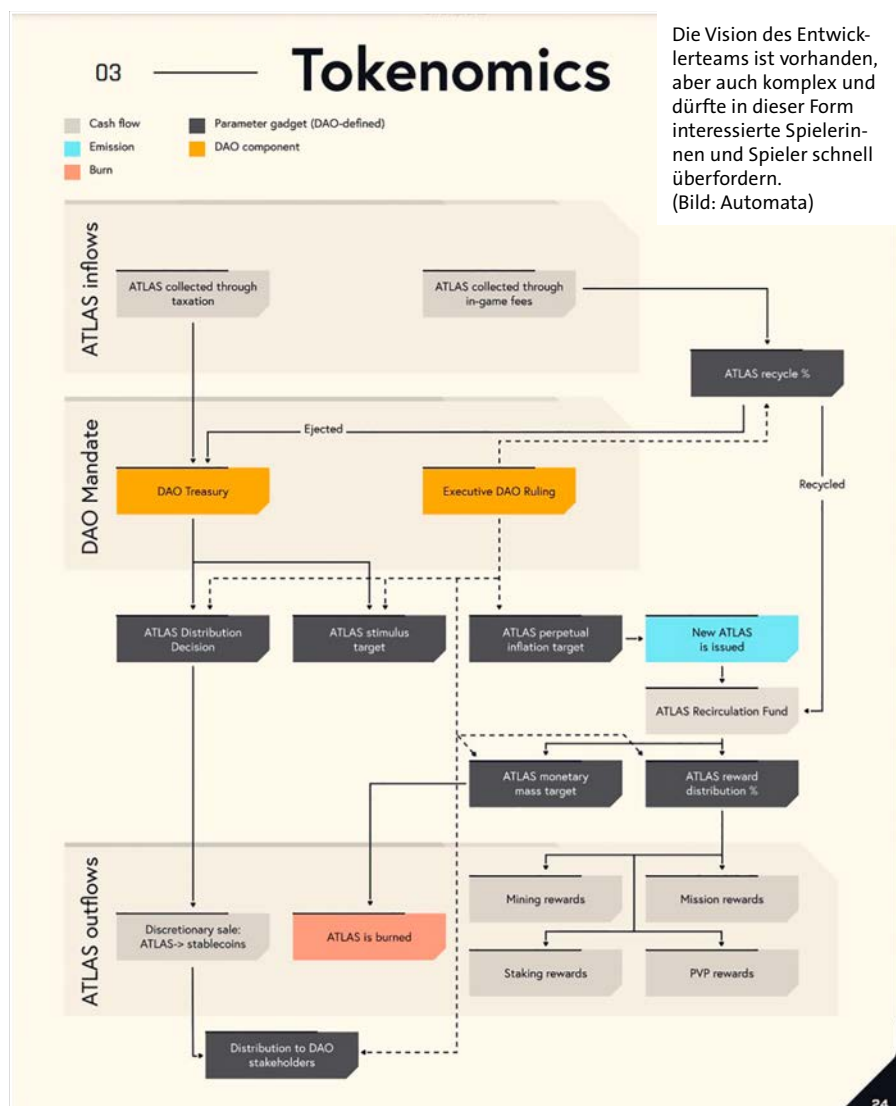 03
Tokenomics
Die Vision des Entwick-
lerteams ist vorhanden,
aber auch komplex und
dürfte in dieser Form
interessierte Spielerin-
nen und Spieler schnell
überfordern.
(Bild: Automata)
Cash flow
Emission
Burn
Parameter gadget (DAO-defined)
DAO component
ATLAS inflows
ATLAS collected through
taxation
ATLAS collected through
in-game fees
ATLAS recycle %
DAO Mandate
Ejected
DAO Treasury
Executive DAO Ruling
Recycled
ATLAS Distribution
Decision
ATLAS stimulus
target
ATLAS perpetual
inflation target
New ATLAS
is issued
ATLAS Recirculation Fund
ATLAS monetary
mass target
ATLAS reward
distribution %
ATLAS outflows
Mining rewards
Mission rewards
Discretionary sale:
ATLAS-> stablecoins
ATLAS is burned
Staking rewards
PVP rewards
Distribution to DAO
stakeholders
24